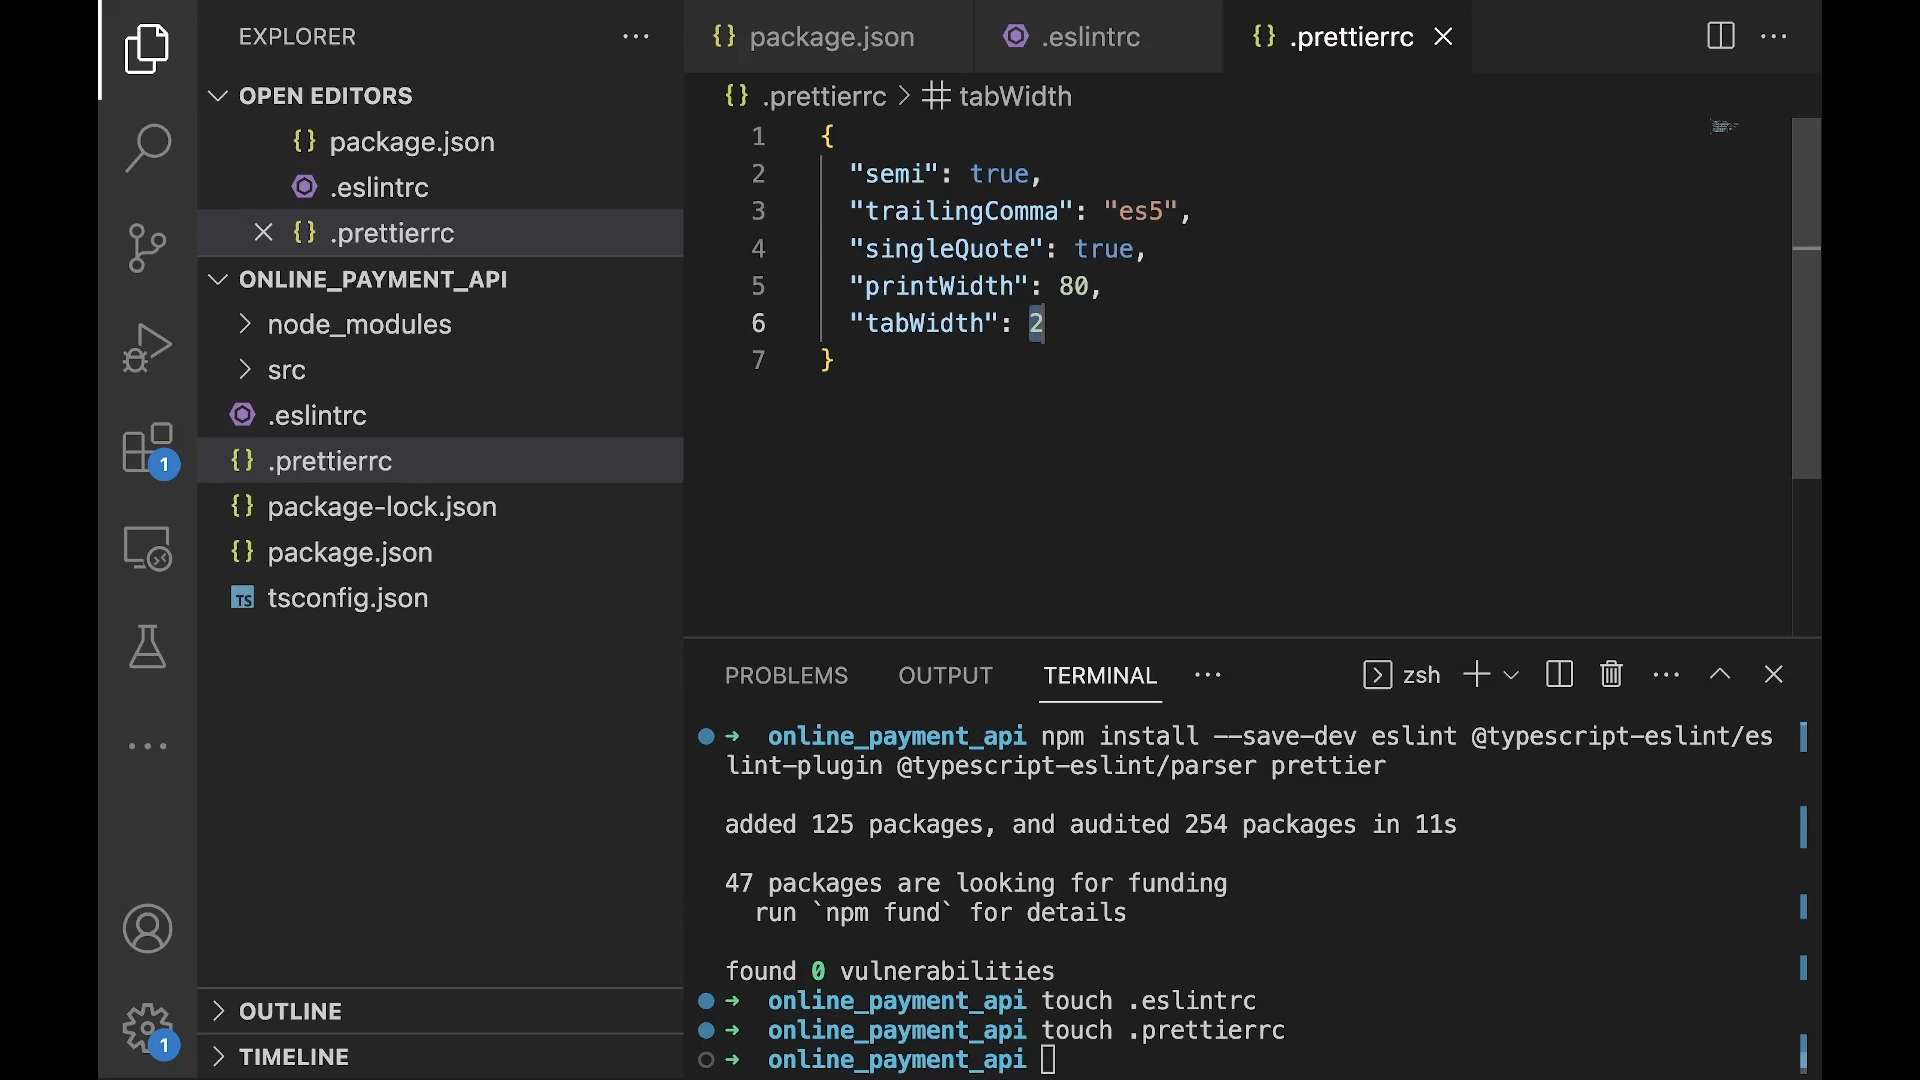 EXPLORER
OPEN EDITORS
package.json
.eslintrc
.prettierrc
ONLINE_PAYMENT_API
node_modules
src
.eslintrc
.prettierrc
package-lock.json
package.json
TS tsconfig.json
OUTLINE
TIMELINE
1
1
package.json .eslintrc .prettierrc
.prettierrc > # tabWidth
1 {
2 "semi": true,
3 "trailingComma": "es5",
4 "singleQuote": true,
5 "printWidth": 80,
6 "tabWidth": 2
7 }
PROBLEMS OUTPUT TERMINAL ... zsh
→ online_payment_api npm install --save-dev eslint @typescript-eslint/es
lint-plugin @typescript-eslint/parser prettier
added 125 packages, and audited 254 packages in 11s
47 packages are looking for funding
run `npm fund` for details
found 0 vulnerabilities
→ online_payment_api touch .eslintrc
→ online_payment_api touch .prettierrc
→ online_payment_api